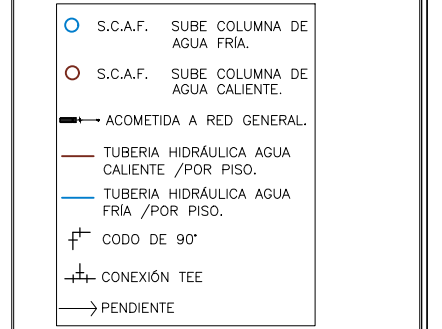 S.C.A.F. SUBE COLUMNA DE
AGUA FRÍA.
S.C.A.F. SUBE COLUMNA DE
AGUA CALIENTE.
ACOMETIDA A RED GENERAL.
TUBERIA HIDRÁULICA AGUA
CALIENTE /POR PISO.
TUBERIA HIDRÁULICA AGUA
FRÍA /POR PISO.
CODO DE 90°
CONEXIÓN TEE
PENDIENTE